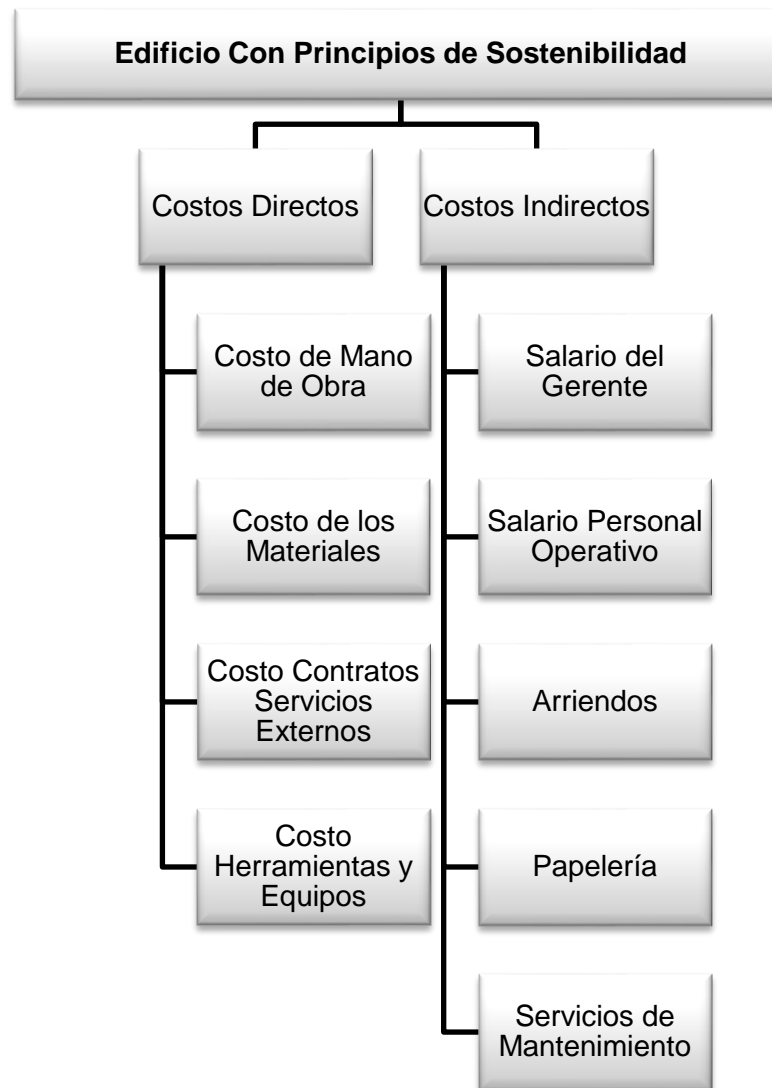 Edificio Con Principios de Sostenibilidad
Costos Directos
Costos Indirectos
Costo de Mano
de Obra
Salario del
Gerente
Costo de los
Materiales
Salario Personal
Operativo
Costo Contratos
Servicios
Externos
Arriendos
Costo
Herramientas y
Equipos
Papelería
Servicios de
Mantenimiento